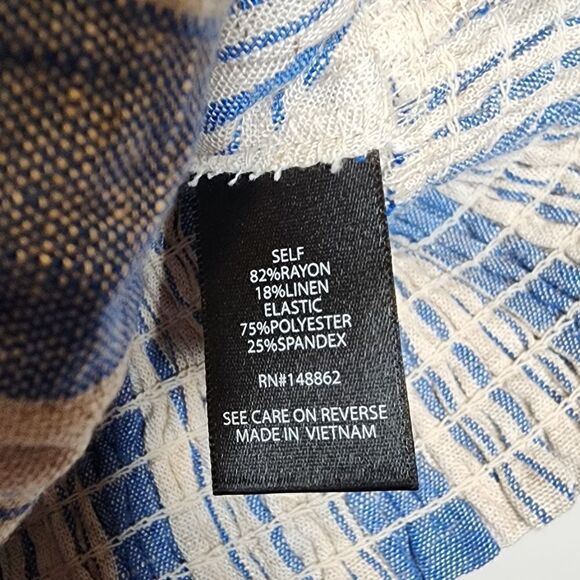 SELF
82%RAYON
18%LINEN
ELASTIC
75%POLYESTER
25%SPANDEX
RN#148862
SEE CARE ON REVERSE
MADE IN VIETNAM